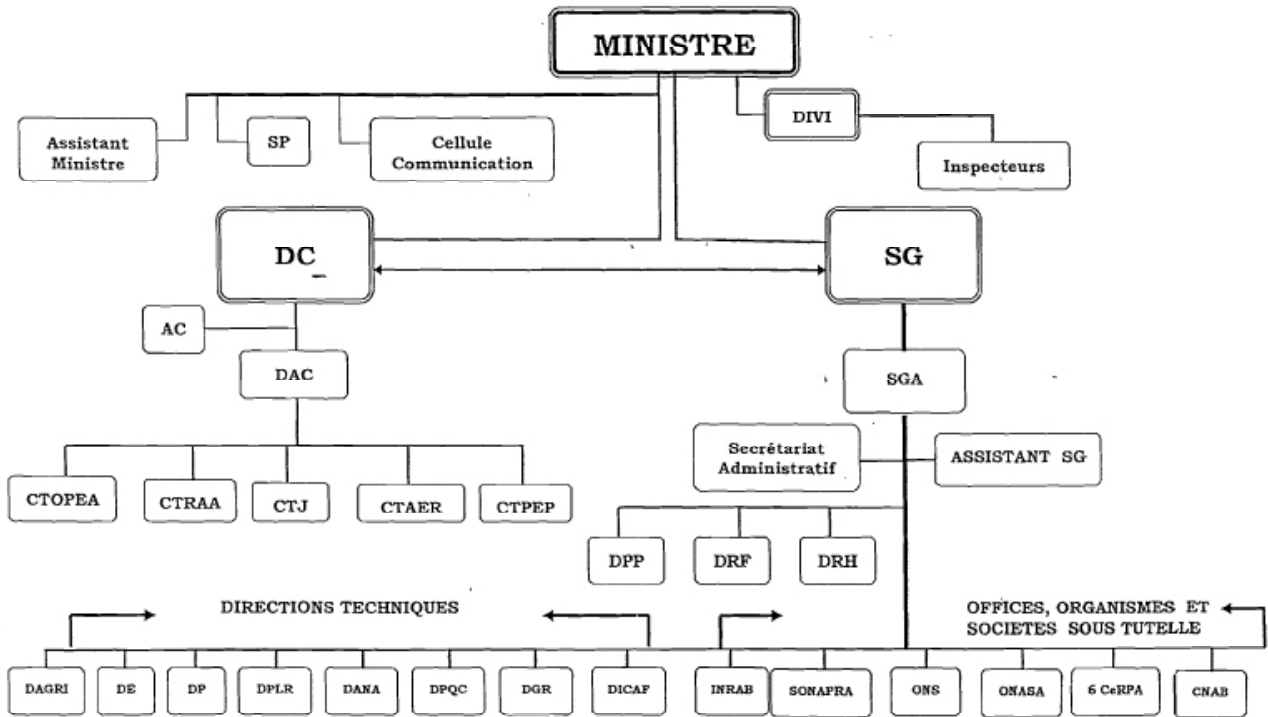 MINISTRE
DIVI
Assistant
Ministre
SP
Cellule
Communication
Inspecteurs
DC
SG
AC
DAC
SGA
Secrétariat
Administratif
ASSISTANT SG
CTOPEA
CTRAA
CTJ
CTAER
CTPEP
DPP
DRF
DRH
DIRECTIONS TECHNIQUES
OFFICES, ORGANISMES ET
SOCIETES SOUS TUTELLE
DAGRI
DE
DP
DPLR
DANA
DPQC
DGR
DICAF
INRAB
SONAPRA
ONS
ONASA
6 CeRPA
CNAB